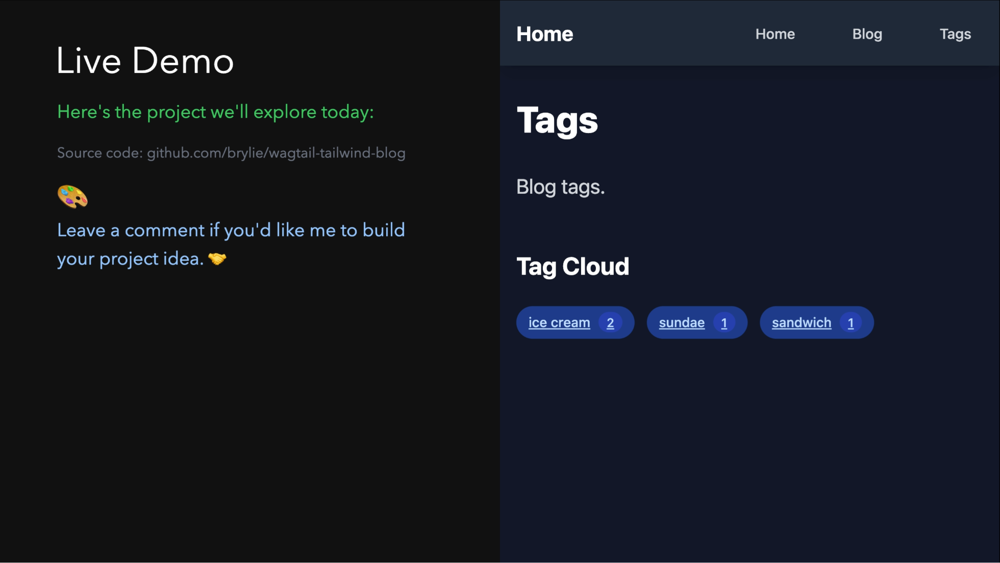 Live Demo
Here's the project we'll explore today:
Source code: github.com/brylie/wagtail-tailwind-blog
Leave a comment if you'd like me to build
your project idea. 🤝
Home
Home Blog Tags
Tags
Blog tags.
Tag Cloud
ice cream 2 sundae 1 sandwich 1